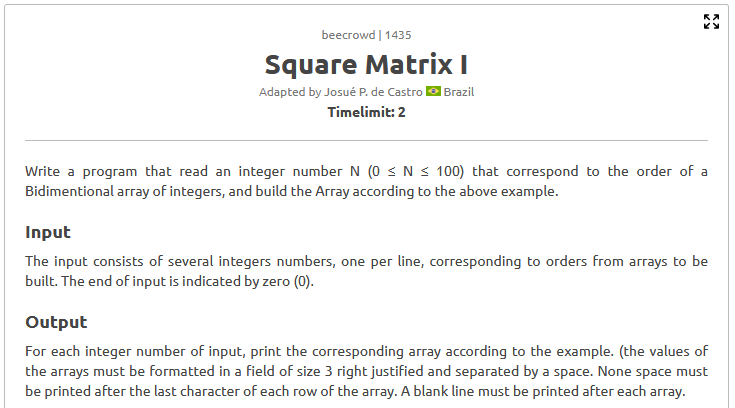 beecrowd | 1435
Square Matrix I
Adapted by Josué P. de Castro Brazil
Timelimit: 2
Write a program that read an integer number N (0 ≤ N ≤ 100) that correspond to the order of a
Bidimentional array of integers, and build the Array according to the above example.
Input
The input consists of several integers numbers, one per line, corresponding to orders from arrays to be
built. The end of input is indicated by zero (0).
Output
For each integer number of input, print the corresponding array according to the example. (the values of
the arrays must be formatted in a field of size 3 right justified and separated by a space. None space must
be printed after the last character of each row of the array. A blank line must be printed after each array.